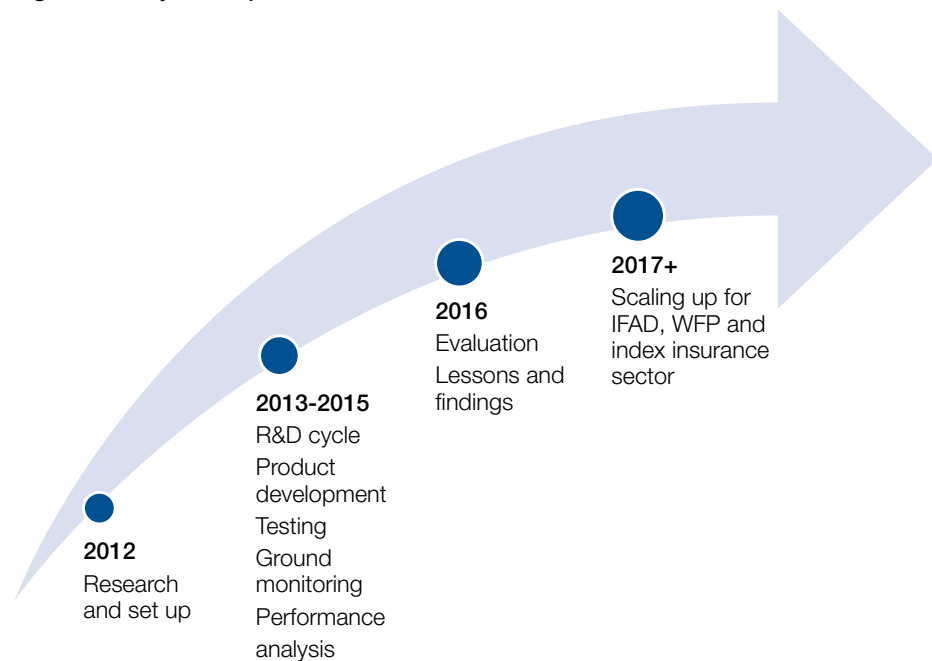 2012
Research
and set up
2013-2015
R&D cycle
Product
development
Testing
Ground
monitoring
Performance
analysis
2016
Evaluation
Lessons and
findings
2017+
Scaling up for
IFAD, WFP and
index insurance
sector